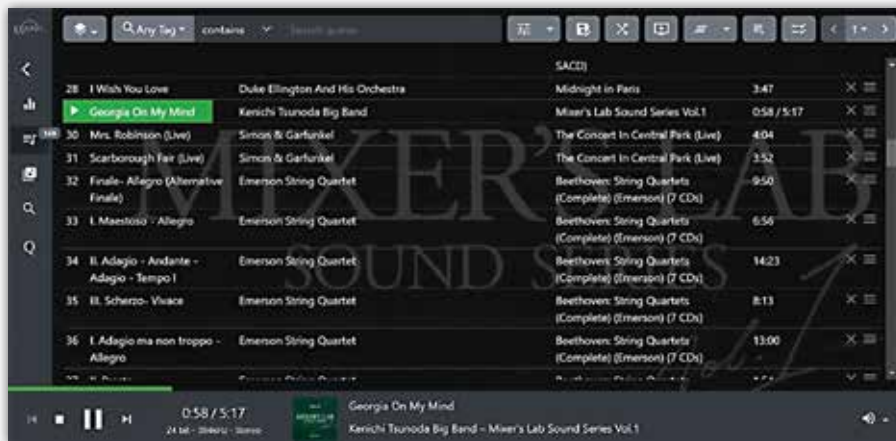 Any Tag contains
SACD)
28 I Wish You Love Duke Ellington And His Orchestra Midnight in Paris 3:47
Georgia On My Mind Kenichi Tsunoda Big Band Mixer's Lab Sound Series Vol.1 0:58 / 5:17
30 Mrs. Robinson (Live) Simon & Garfunkel The Concert In Central Park (Live) 4:04
31 Scarborough Fair (Live) Simon & Garfunkel The Concert In Central Park (Live) 3:52
32 Finale- Allegro (Alternative Emerson String Quartet Beethoven: String Quartets 9:50
Finale) (Complete) (Emerson) (7 CDs)
33 I. Maestoso - Allegro Emerson String Quartet Beethoven: String Quartets 6:56
(Complete) (Emerson) (7 CDs)
34 II. Adagio - Andante - Emerson String Quartet Beethoven: String Quartets 14:23
Adagio - Tempo I (Complete) (Emerson) (7 CDs)
35 III. Scherzo- Vivace Emerson String Quartet Beethoven: String Quartets 8:13
(Complete) (Emerson) (7 CDs)
36 I. Adagio ma non troppo - Emerson String Quartet Beethoven: String Quartets 13:00
Allegro (Complete) (Emerson) (7 CDs)
MIXER'S LAB
SOUND
0:58 / 5:17
24 bit - Stereo
Georgia On My Mind
Kenichi Tsunoda Big Band - Mixer's Lab Sound Series Vol.1